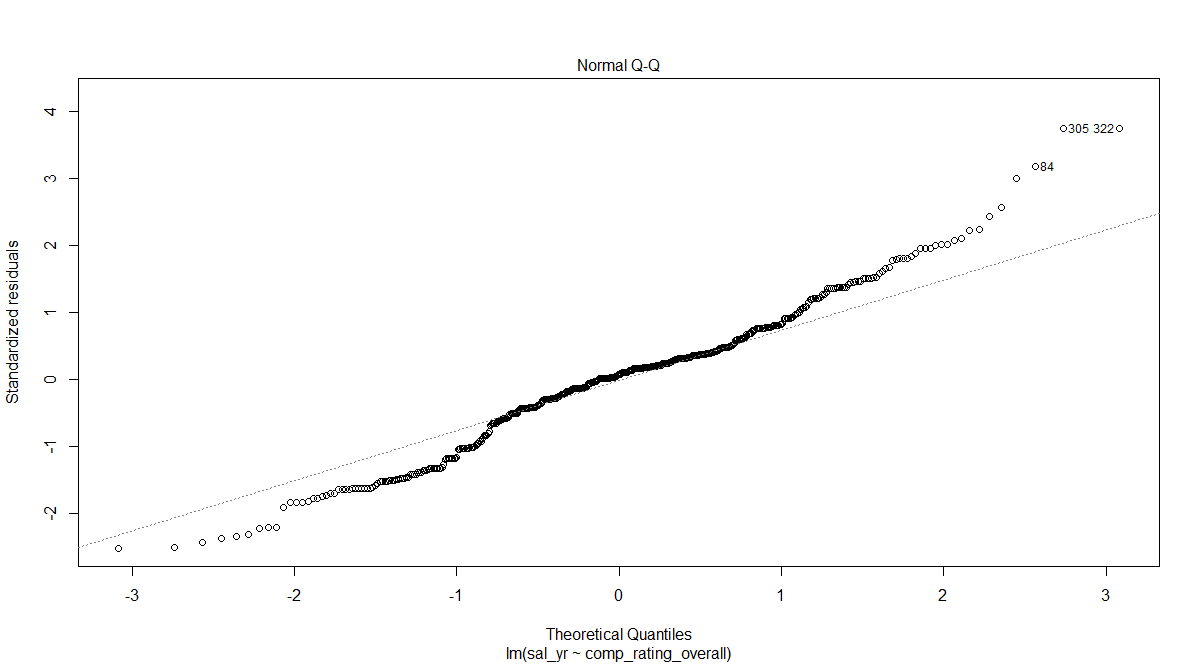 Normal Q-Q
4
3
2
1
0
-1
-2
Standardized residuals
305 322
84
-3 -2 -1 0 1 2 3
Theoretical Quantiles
lm(sal_yr ~ comp_rating_overall)